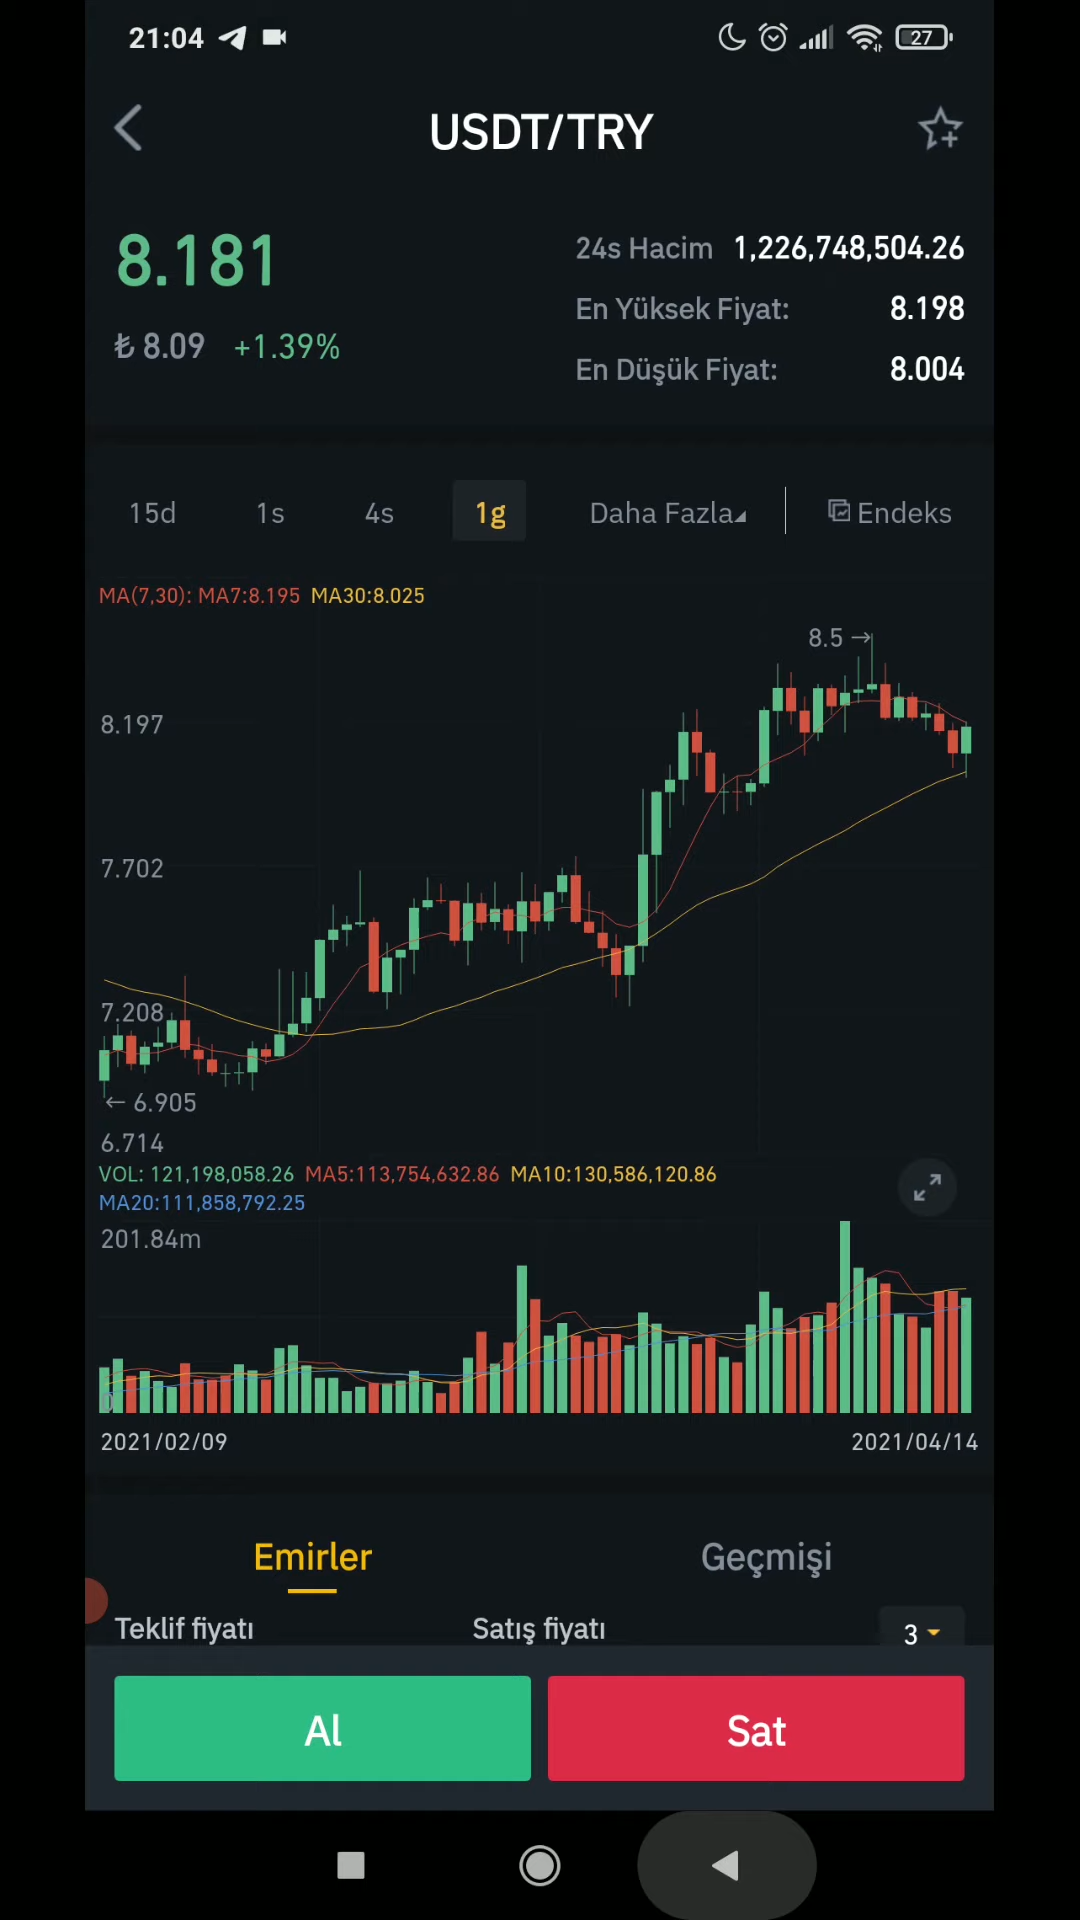 21:04 27
USDT/TRY
8.181
₺ 8.09 +1.39%
24s Hacim 1,226,748,504.26
En Yüksek Fiyat: 8.198
En Düşük Fiyat: 8.004
15d 1s 4s 1g Daha Fazla Endeks
MA(7,30): MA7:8.195 MA30:8.025
8.5 →
8.197
7.702
7.208
← 6.905
6.714
VOL: 121,198,058.26 MA5:113,754,632.86 MA10:130,586,120.86
MA20:111,858,792.25
201.84m
0
2021/02/09 2021/04/14
Emirler Geçmişi
Teklif fiyatı Satış fiyatı 3
Al Sat